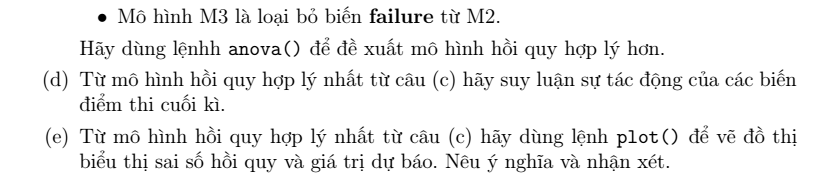 • Mô hình M3 là loại bỏ biến failure từ M2.
Hãy dùng lệnhh anova() để đề xuất mô hình hồi quy hợp lý hơn.
(d) Từ mô hình hồi quy hợp lý nhất từ câu (c) hãy suy luận sự tác động của các biến
điểm thi cuối kì.
(e) Từ mô hình hồi quy hợp lý nhất từ câu (c) hãy dùng lệnh plot() để vẽ đồ thị
biểu thị sai số hồi quy và giá trị dự báo. Nêu ý nghĩa và nhận xét.